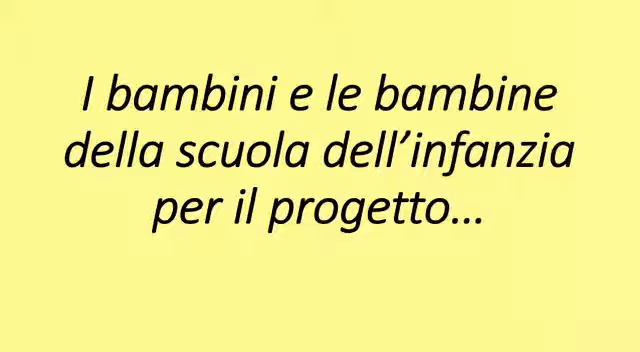 I bambini e le bambine
della scuola dell’infanzia
per il progetto…